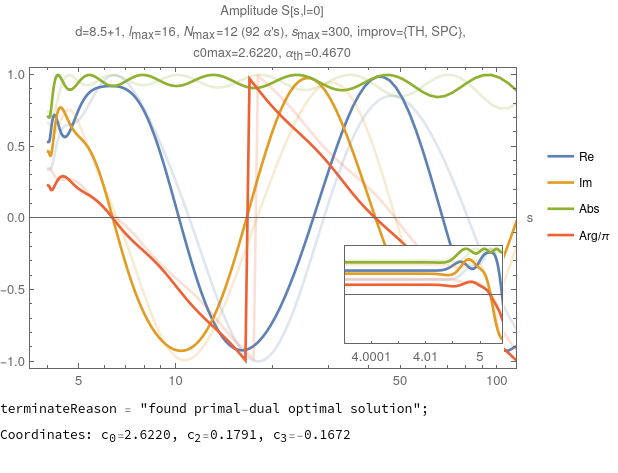 Amplitude S[s,l=0]
d=8.5+1, lmax=16, Nmax=12 (92 α's), smax=300, improv={TH, SPC},
c0max=2.6220, αth=0.4670
1.0
0.5
0.0
-0.5
-1.0
5
10
50
100
s
4.0001
4.01
5
Re
Im
Abs
Arg/π
terminateReason = "found primal-dual optimal solution";
Coordinates: c0=2.6220, c2=0.1791, c3=-0.1672